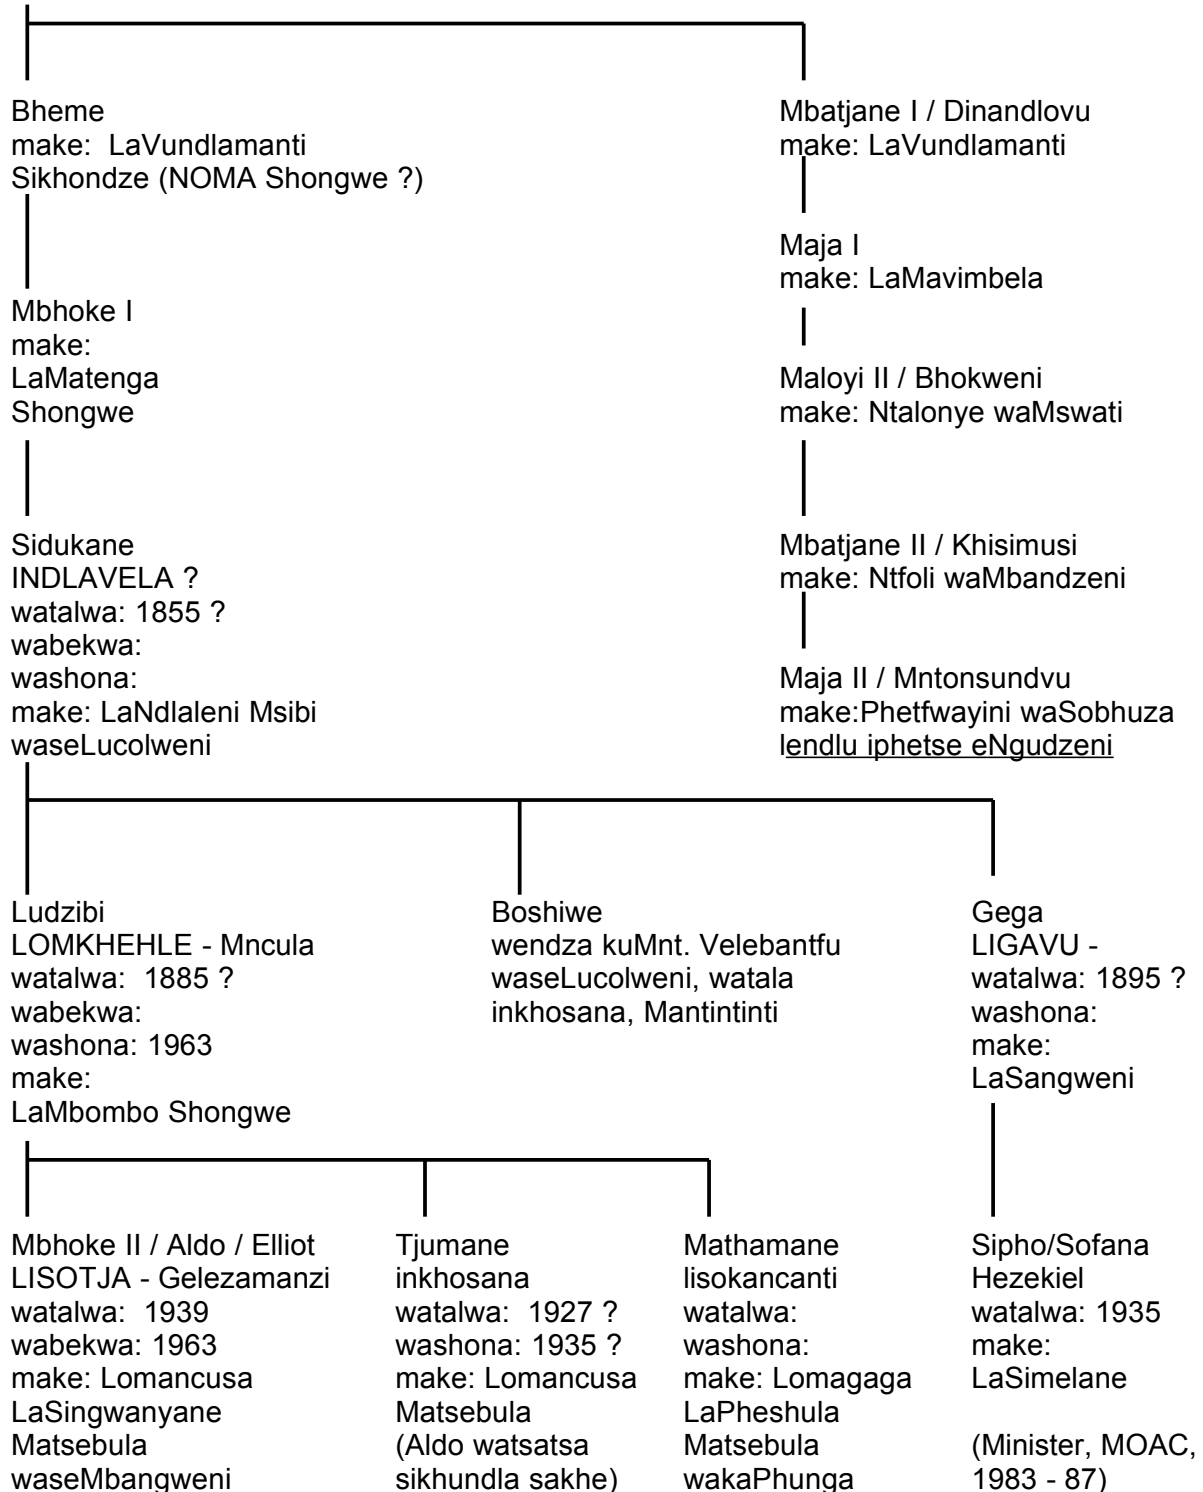 Bheme
make:  LaVundlamanti
Sikhondze (NOMA Shongwe ?)
Mbatjane I / Dinandlovu
make: LaVundlamanti
Maja I
make: LaMavimbela
Mbhoke I
make:
LaMatenga
Shongwe
Maloyi II / Bhokweni
make: Ntalonye waMswati
Sidukane
INDLAVELA ?
watalwa: 1855 ?
wabekwa:
washona:
make: LaNdlaleni Msibi
waseLucolweni
Mbatjane II / Khisimusi
make: Ntfoli waMbandzeni
Maja II / Mntonsundvu
make:Phetfwayini waSobhuza
lendlu iphetse eNgudzeni
Ludzibi
LOMKHEHLE - Mncula
watalwa:  1885 ?
wabekwa:
washona: 1963
make:
LaMbombo Shongwe
Boshiwe
wendza kuMnt. Velebantfu
waseLucolweni, watala
inkhosana, Mantintinti
Gega
LIGAVU -
watalwa: 1895 ?
washona:
make:
LaSangweni
Mbhoke II / Aldo / Elliot
LISOTJA - Gelezamanzi
watalwa:  1939
wabekwa: 1963
make: Lomancusa
LaSingwanyane
Matsebula
waseMbangweni
Tjumane
inkhosana
watalwa:  1927 ?
washona: 1935 ?
make: Lomancusa
Matsebula
(Aldo watsatsa
sikhundla sakhe)
Mathamane
lisokancanti
watalwa:
washona:
make: Lomagaga
LaPheshula
Matsebula
wakaPhunga
Sipho/Sofana
Hezekiel
watalwa: 1935
make:
LaSimelane
(Minister, MOAC,
1983 - 87)